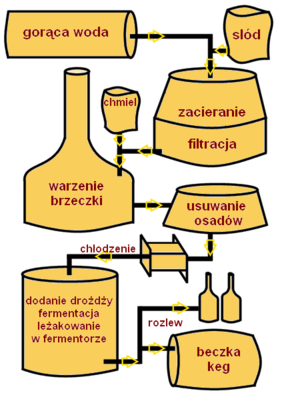 gorąca woda
słód
chmiel
zacieranie
filtracja
warzenie
brzeczki
usuwanie
osadów
chłodzenie
dodanie drożdży
fermentacja
leżakowanie
w fermentorze
rozlew
beczka
keg